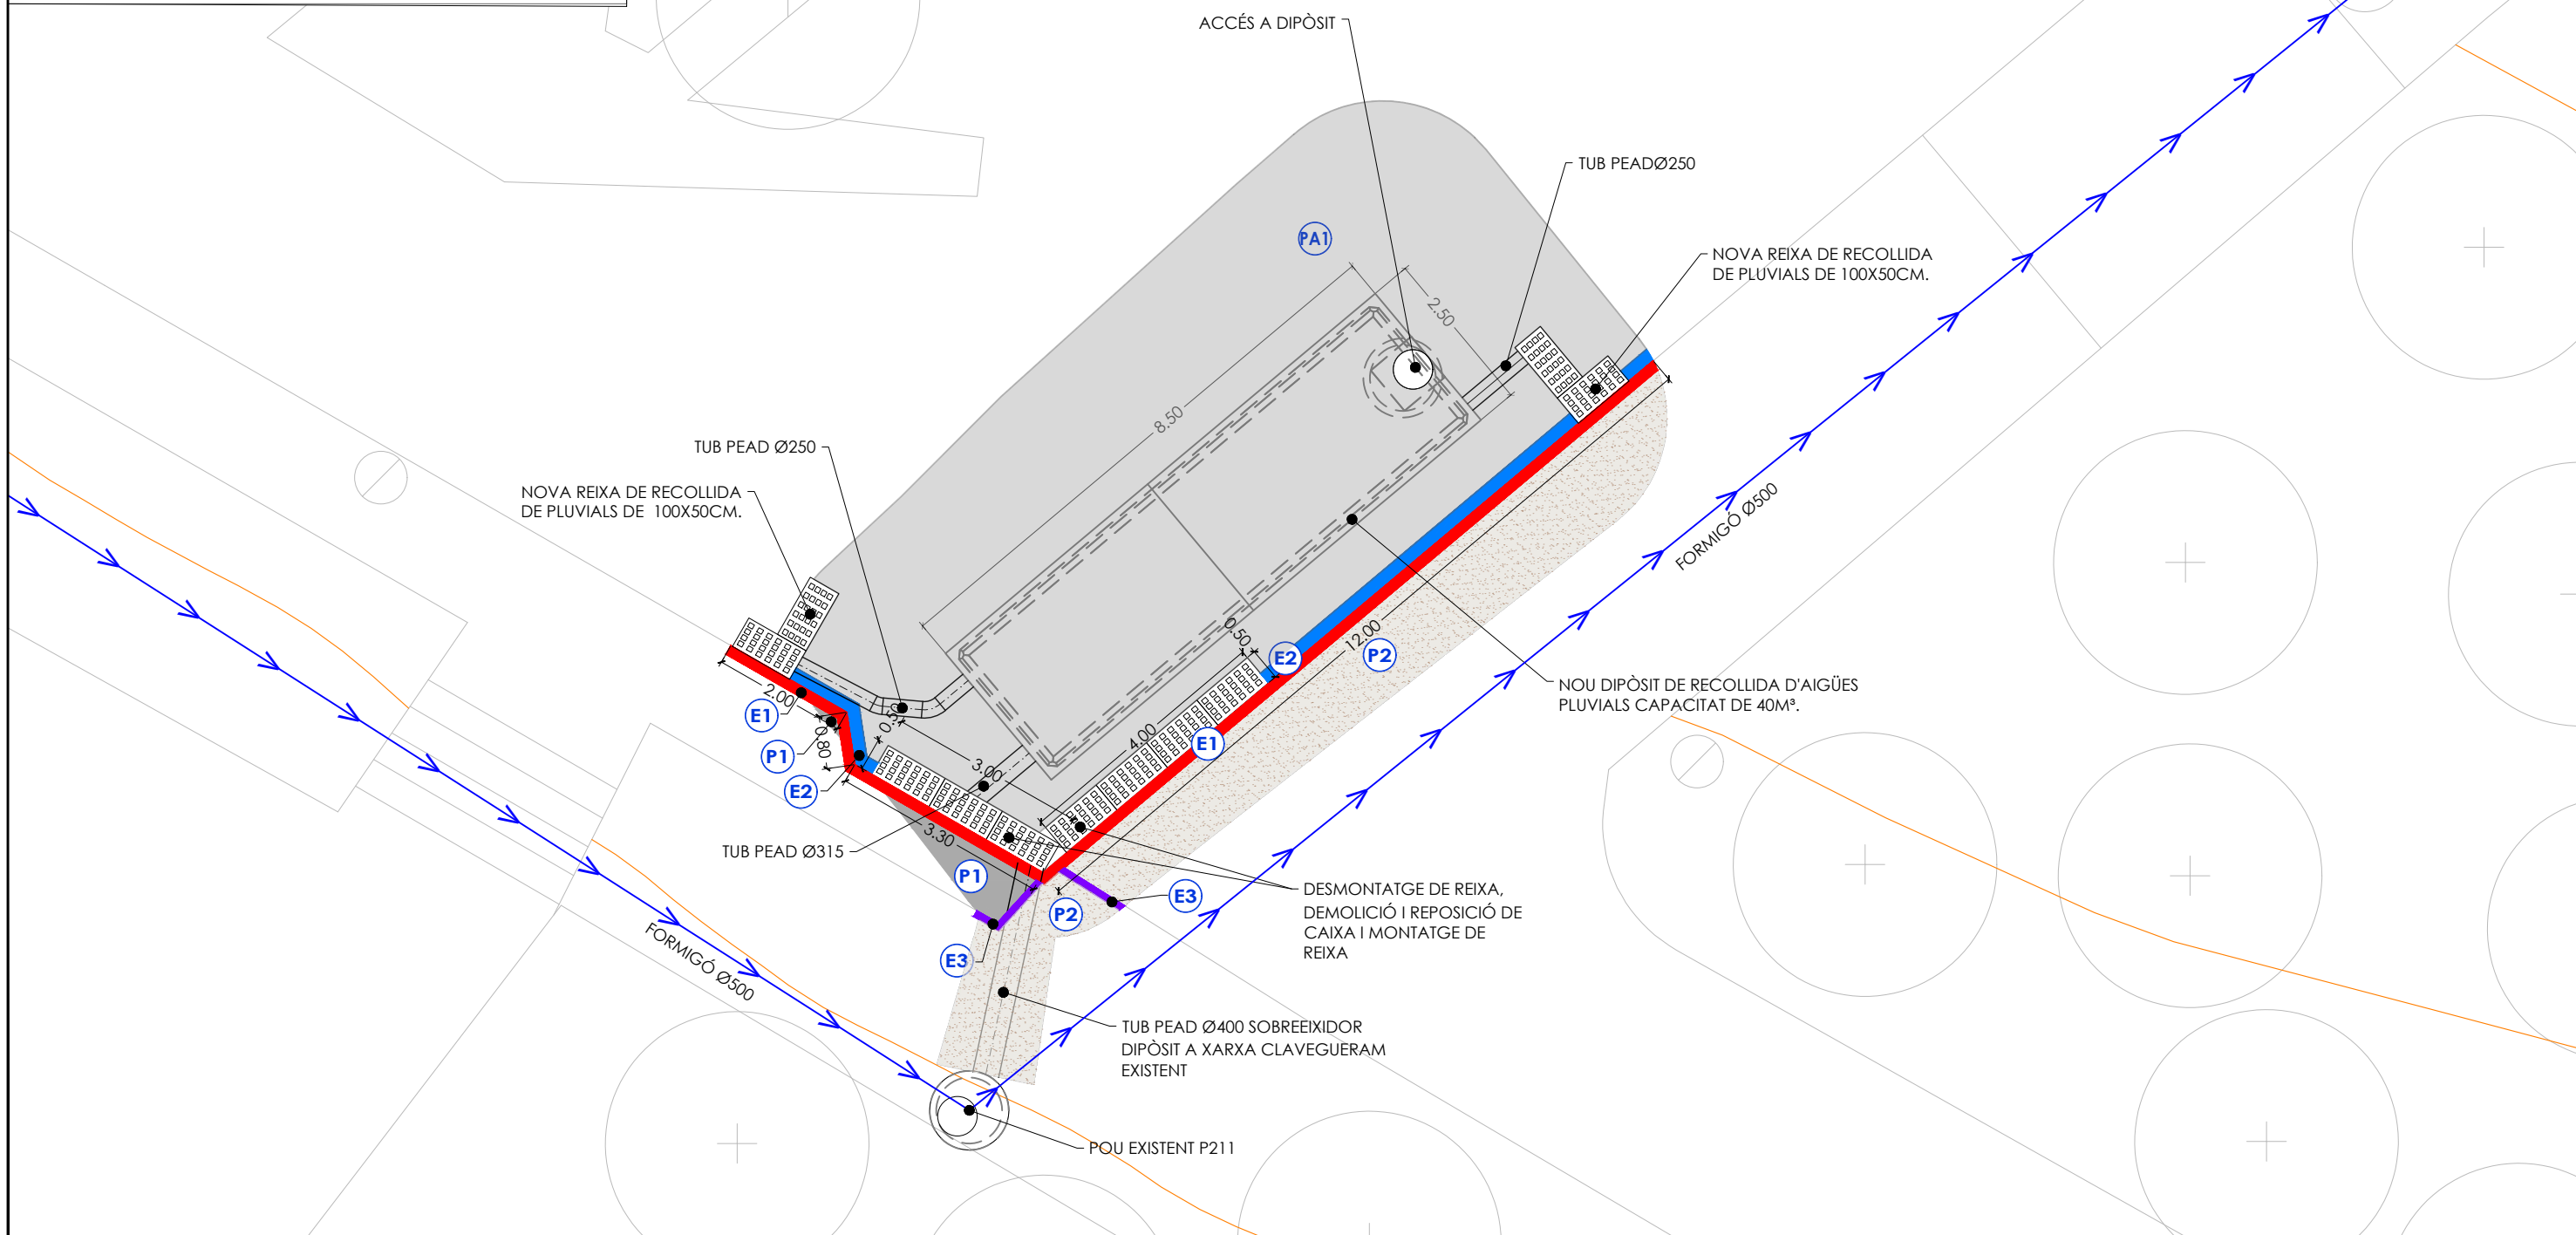 ACCÉS A DIPÒSIT
TUB PEADØ250
PA1
NOVA REIXA DE RECOLLIDA
DE PLUVIALS DE 100X50CM.
2.50
8.50
TUB PEAD Ø250
NOVA REIXA DE RECOLLIDA
DE PLUVIALS DE  100X50CM.
FORMIGÓ Ø500
0.50
12.00
E2
P2
NOU DIPÒSIT DE RECOLLIDA D'AIGÜES
PLUVIALS CAPACITAT DE 40M³.
2.00
E1
0.50
0.80
P1
4.00
E1
3.00
E2
3.30
TUB PEAD Ø315
P1
E3
P2
DESMONTATGE DE REIXA,
DEMOLICIÓ I REPOSICIÓ DE
CAIXA I MONTATGE DE
REIXA
E3
FORMIGÓ Ø500
TUB PEAD Ø400 SOBREEIXIDOR
DIPÒSIT A XARXA CLAVEGUERAM
EXISTENT
POU EXISTENT P211